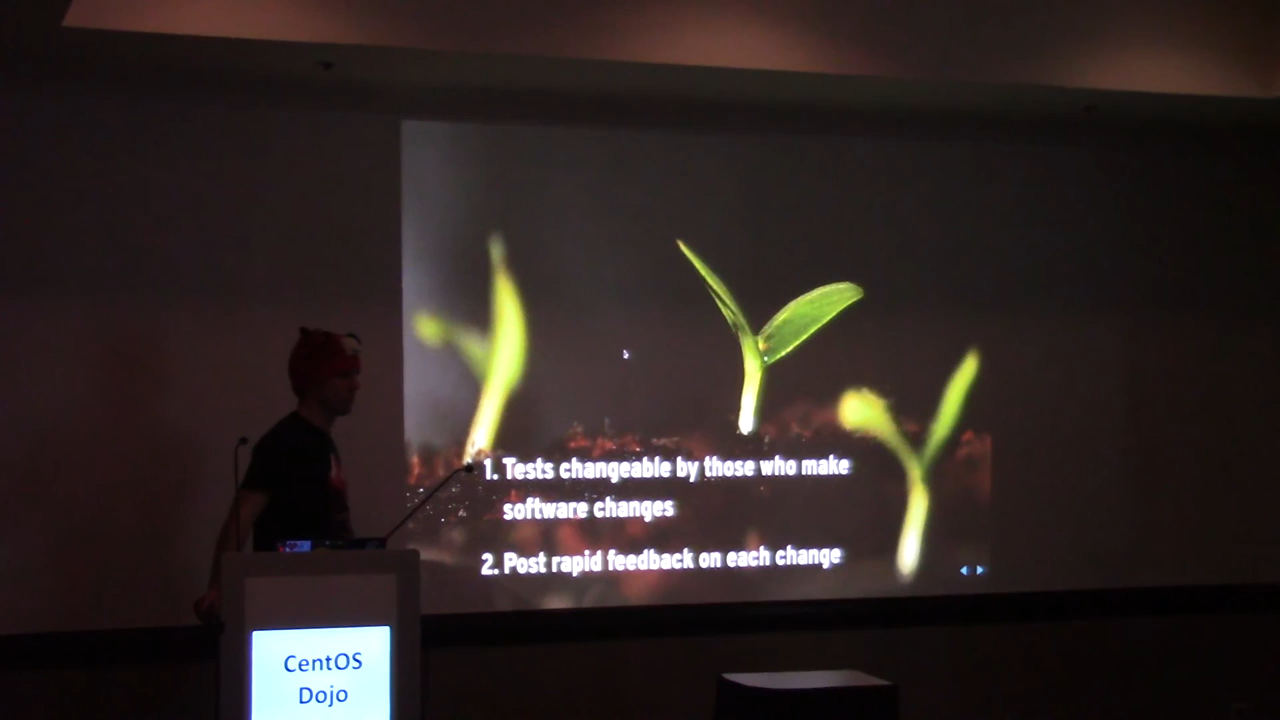 1. Tests changeable by those who make
software changes
2. Post rapid feedback on each change
CentOS
Dojo